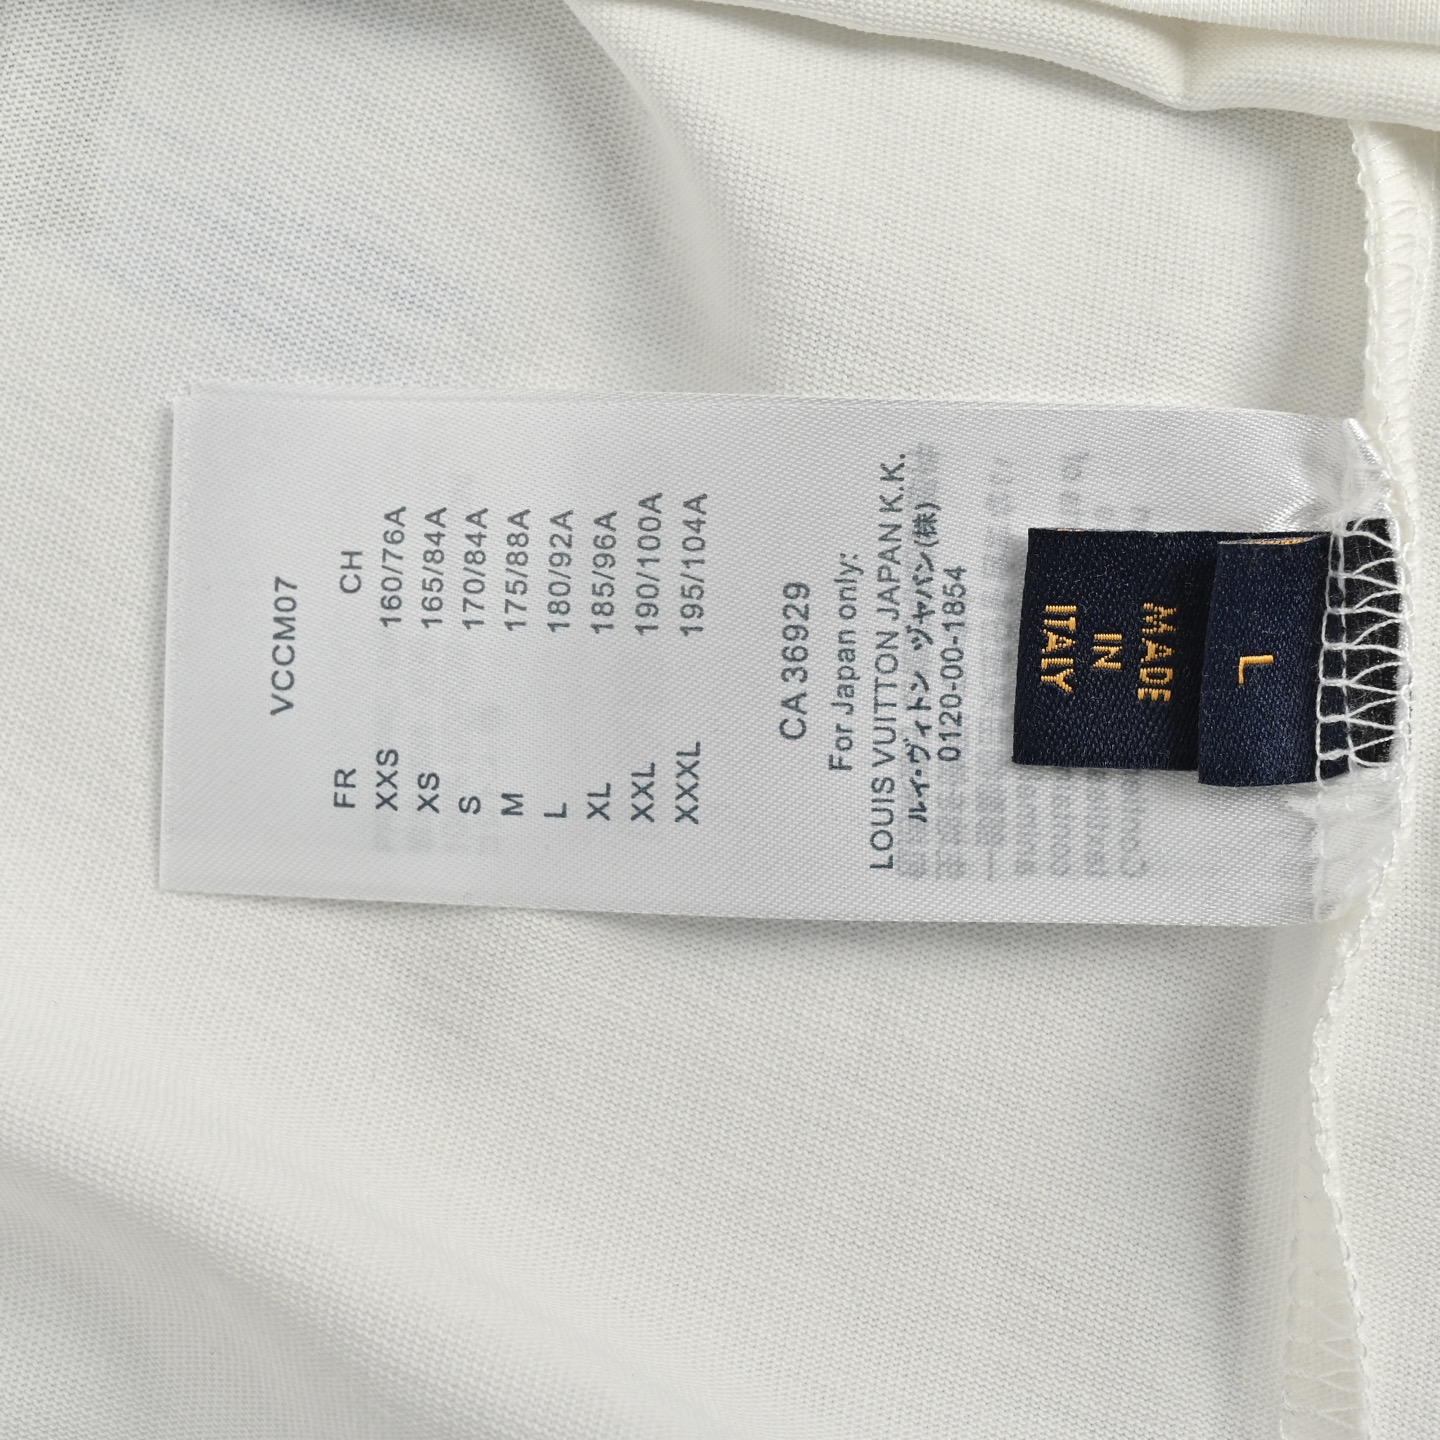 VCCM07
FR CH
XXS 160/76A
XS 165/84A
S 170/84A
M 175/88A
L 180/92A
XL 185/96A
XXL 190/100A
XXXL 195/104A
CA 36929
For Japan only:
LOUIS VUITTON JAPAN K.K.
ルイ・ヴィトン ジャパン(株)
0120-00-1854
MADE
IN
ITALY
L